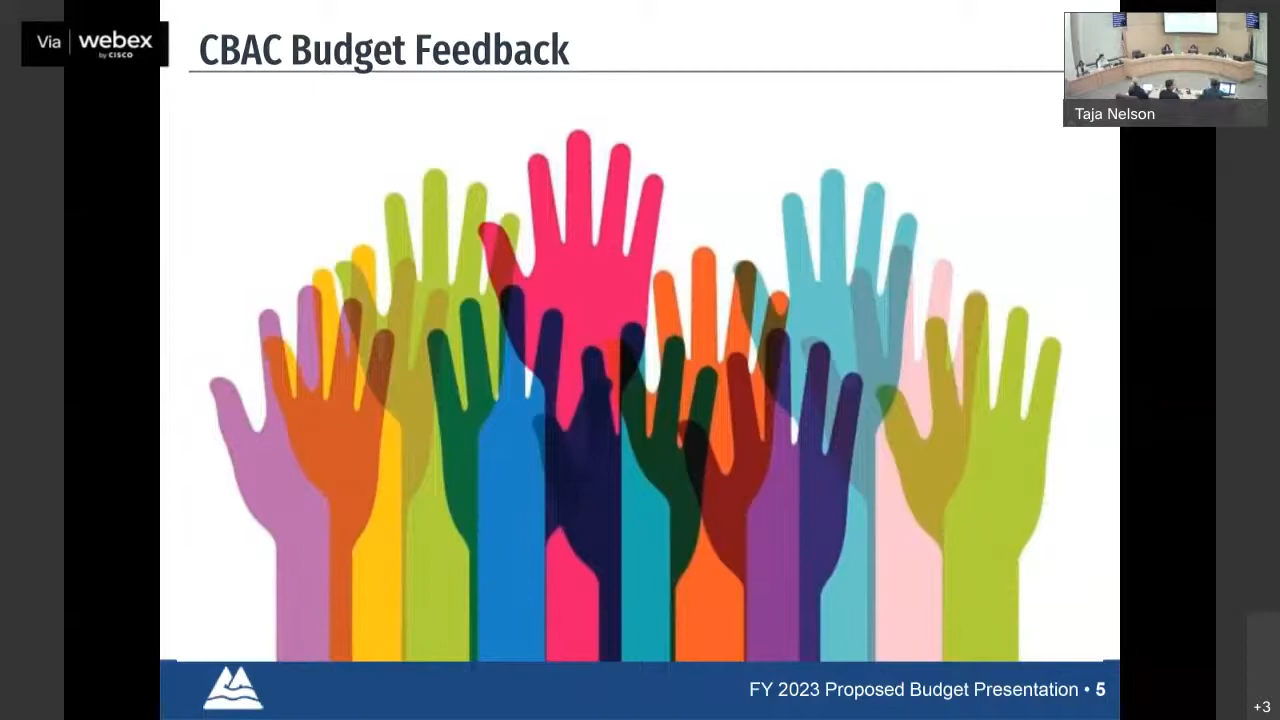 Via webex
by CISCO
CBAC Budget Feedback
Taja Nelson
FY 2023 Proposed Budget Presentation • 5
+3